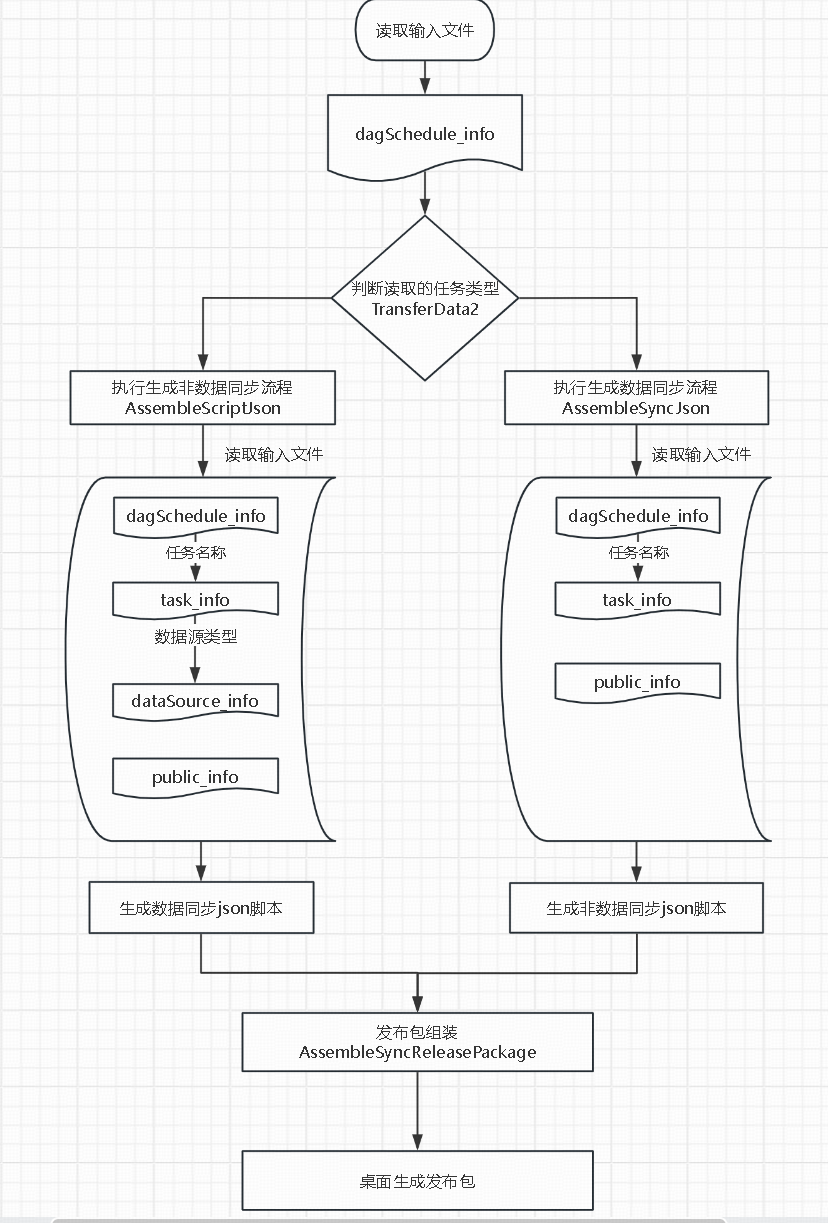 读取输入文件
dagSchedule_info
判断读取的任务类型
TransferData2
执行生成非数据同步流程
AssembleScriptJson
读取输入文件
dagSchedule_info
任务名称
task_info
数据源类型
dataSource_info
public_info
生成数据同步json脚本
执行生成数据同步流程
AssembleSyncJson
读取输入文件
dagSchedule_info
任务名称
task_info
public_info
生成非数据同步json脚本
发布包组装
AssembleSyncReleasePackage
桌面生成发布包